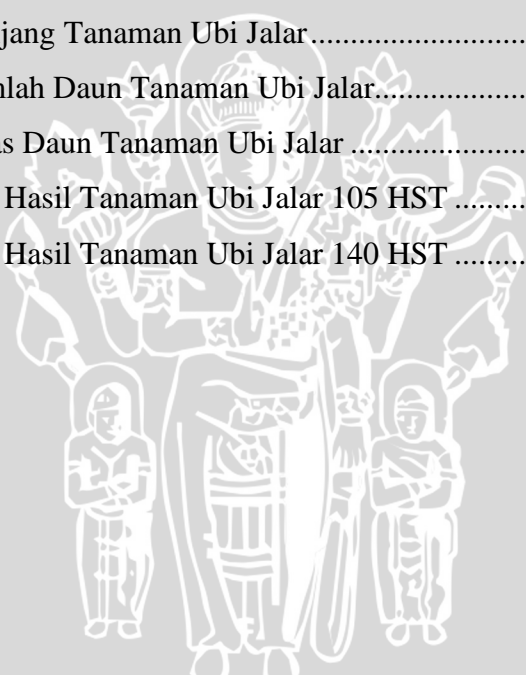 jang Tanaman Ubi Jalar..........................
lah Daun Tanaman Ubi Jalar...................
s Daun Tanaman Ubi Jalar ......................
Hasil Tanaman Ubi Jalar 105 HST .........
Hasil Tanaman Ubi Jalar 140 HST .........